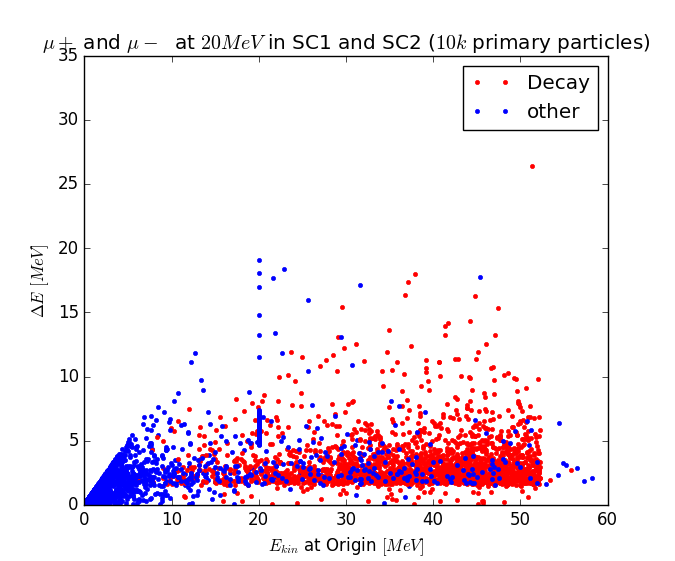 μ+ and μ− at 20MeV in SC1 and SC2 (10k primary particles)
35
30
25
20
15
10
5
0
ΔE [MeV]
Decay
other
0 10 20 30 40 50 60
E_kin at Origin [MeV]